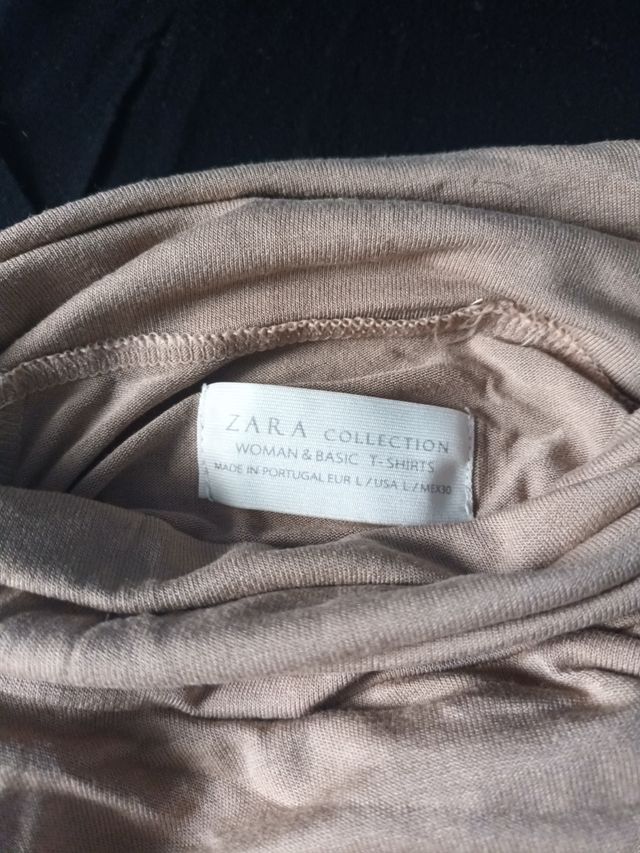 ZARA COLLECTION
WOMAN & BASIC T-SHIRTS
MADE IN PORTUGAL EUR L / USA L / MEX30